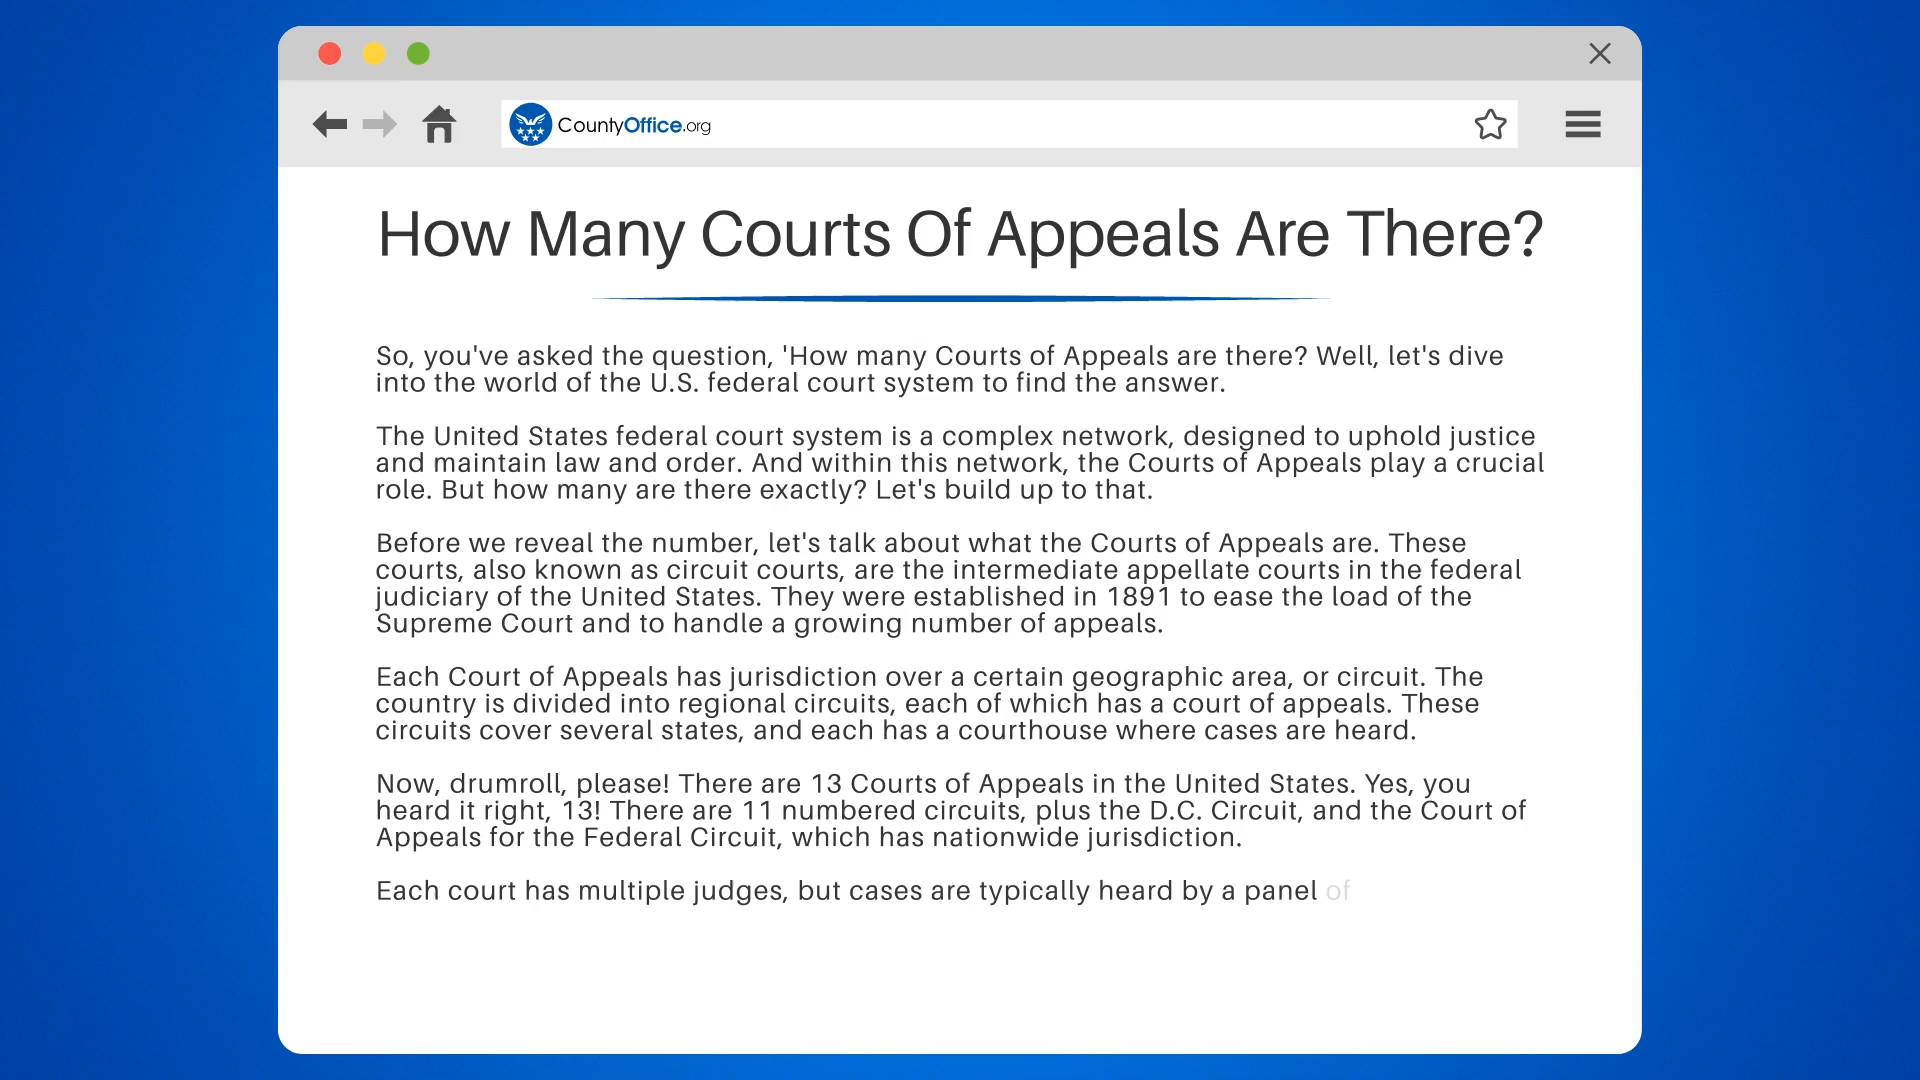 CountyOffice.org
How Many Courts Of Appeals Are There?
So, you've asked the question, 'How many Courts of Appeals are there? Well, let's dive
into the world of the U.S. federal court system to find the answer.
The United States federal court system is a complex network, designed to uphold justice
and maintain law and order. And within this network, the Courts of Appeals play a crucial
role. But how many are there exactly? Let's build up to that.
Before we reveal the number, let's talk about what the Courts of Appeals are. These
courts, also known as circuit courts, are the intermediate appellate courts in the federal
judiciary of the United States. They were established in 1891 to ease the load of the
Supreme Court and to handle a growing number of appeals.
Each Court of Appeals has jurisdiction over a certain geographic area, or circuit. The
country is divided into regional circuits, each of which has a court of appeals. These
circuits cover several states, and each has a courthouse where cases are heard.
Now, drumroll, please! There are 13 Courts of Appeals in the United States. Yes, you
heard it right, 13! There are 11 numbered circuits, plus the D.C. Circuit, and the Court of
Appeals for the Federal Circuit, which has nationwide jurisdiction.
Each court has multiple judges, but cases are typically heard by a panel of